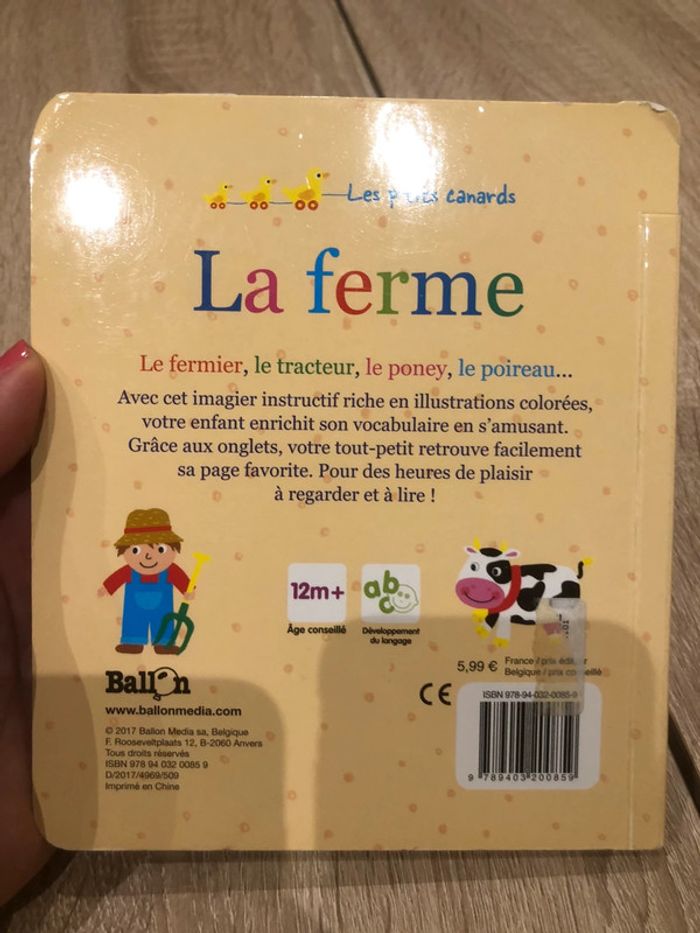 Les p'tits canards
La ferme
Le fermier, le tracteur, le poney, le poireau...
Avec cet imagier instructif riche en illustrations colorées,
votre enfant enrichit son vocabulaire en s'amusant.
Grâce aux onglets, votre tout-petit retrouve facilement
sa page favorite. Pour des heures de plaisir
à regarder et à lire !
12m+
Âge conseillé
abc
Développement
du langage
5,99 €
France / prix
Belgique / prix
Ballon
www.ballonmedia.com
© 2017 Ballon Media sa, Belgique
F. Rooseveltplaats 12, B-2060 Anvers
Tous droits réservés
ISBN 978 94 032 0085 9
D/2017/4969/509
Imprimé en Chine
CE
ISBN 978-94-032-0085-9
9 789403 200859